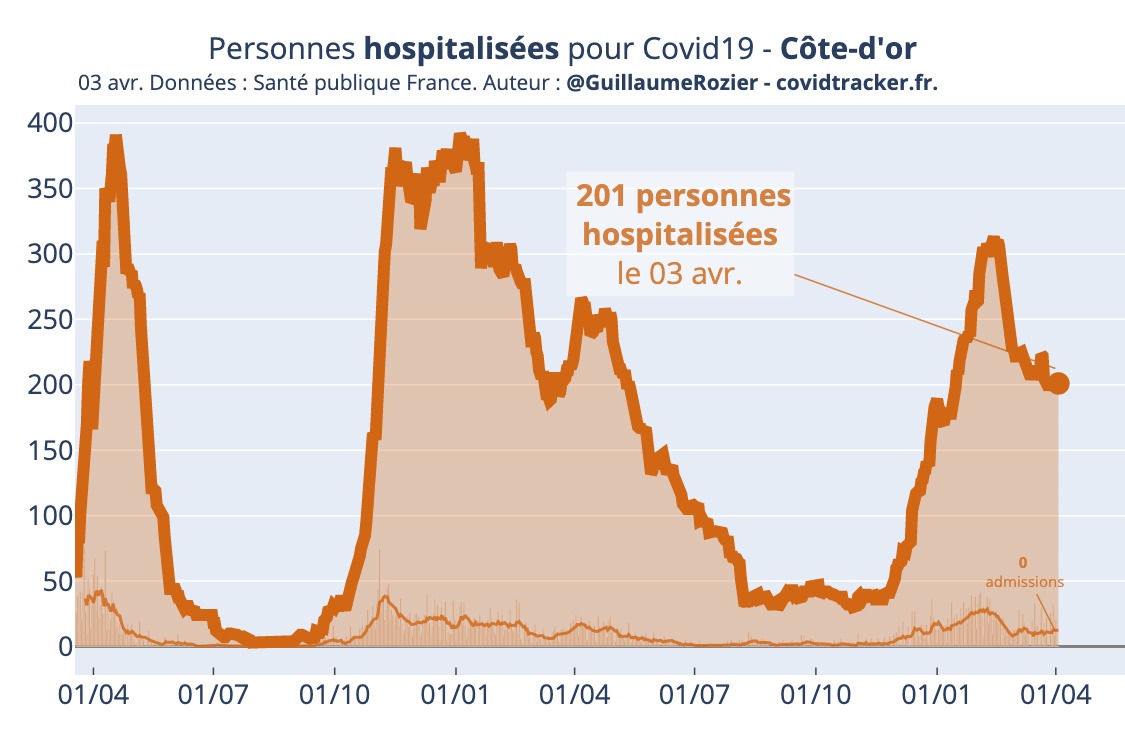 Personnes hospitalisées pour Covid19 - Côte-d'or
03 avr. Données : Santé publique France. Auteur : @GuillaumeRozier - covidtracker.fr.
400
350
300
250
200
150
100
50
0
201 personnes
hospitalisées
le 03 avr.
0
admissions
01/04 01/07 01/10 01/01 01/04 01/07 01/10 01/01 01/04